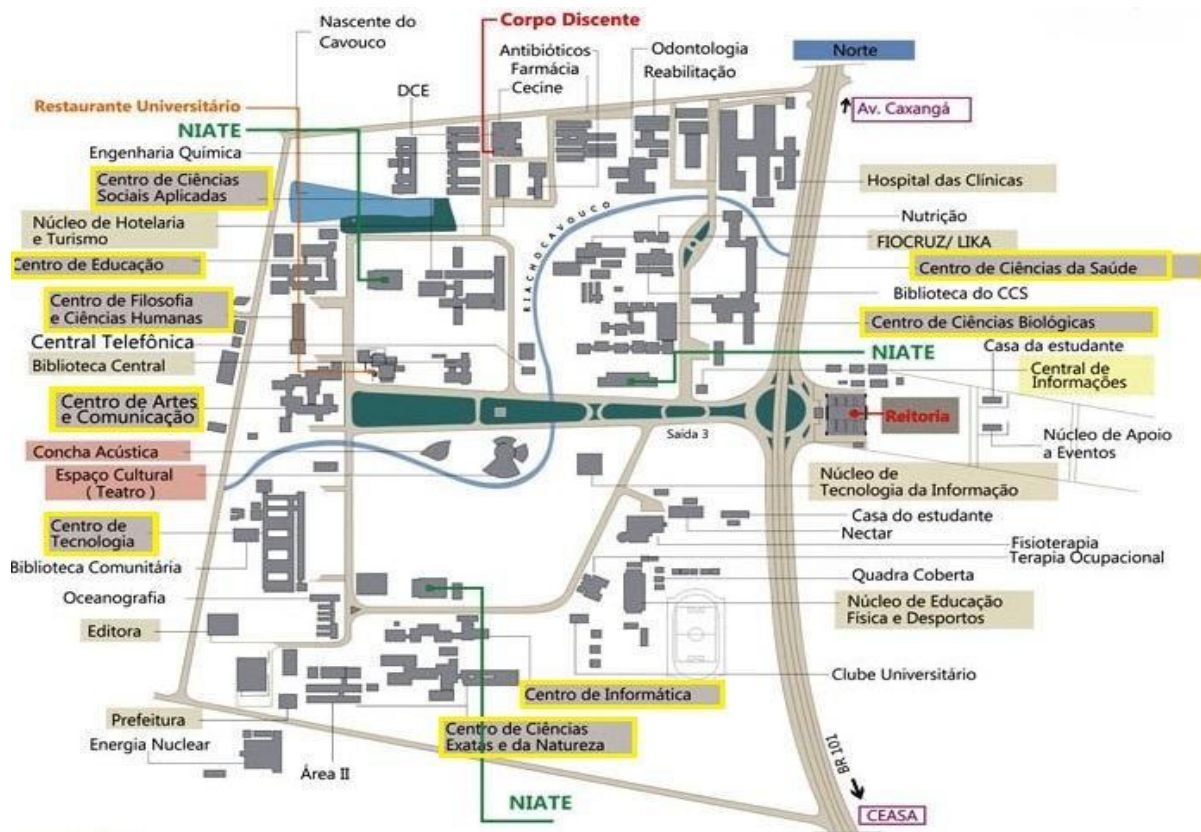 Nascente do
Cavouco
Corpo Discente
Antibióticos
Farmácia
Cecine
Odontologia
Reabilitação
Norte
Av. Caxangá
DCE
Restaurante Universitário
NIATE
Engenharia Química
Centro de Ciências
Sociais Aplicadas
Núcleo de Hotelaria
e Turismo
Centro de Educação
Centro de Filosofia
e Ciências Humanas
Central Telefônica
Biblioteca Central
Centro de Artes
e Comunicação
Concha Acústica
Espaço Cultural
( Teatro )
Centro de
Tecnologia
Biblioteca Comunitária
Oceanografia
Editora
Prefeitura
Energia Nuclear
Área II
RIACHO CAVOUCO
Hospital das Clínicas
Nutrição
FIOCRUZ/ LIKA
Centro de Ciências da Saúde
Biblioteca do CCS
Centro de Ciências Biológicas
NIATE
Casa da estudante
Central de
Informações
Reitoria
Saída 3
Núcleo de Apoio
a Eventos
Núcleo de
Tecnologia da Informação
Casa do estudante
Nectar
Fisioterapia
Terapia Ocupacional
Quadra Coberta
Núcleo de Educação
Física e Desportos
Clube Universitário
Centro de Informática
Centro de Ciências
Exatas e da Natureza
NIATE
BR 101
CEASA